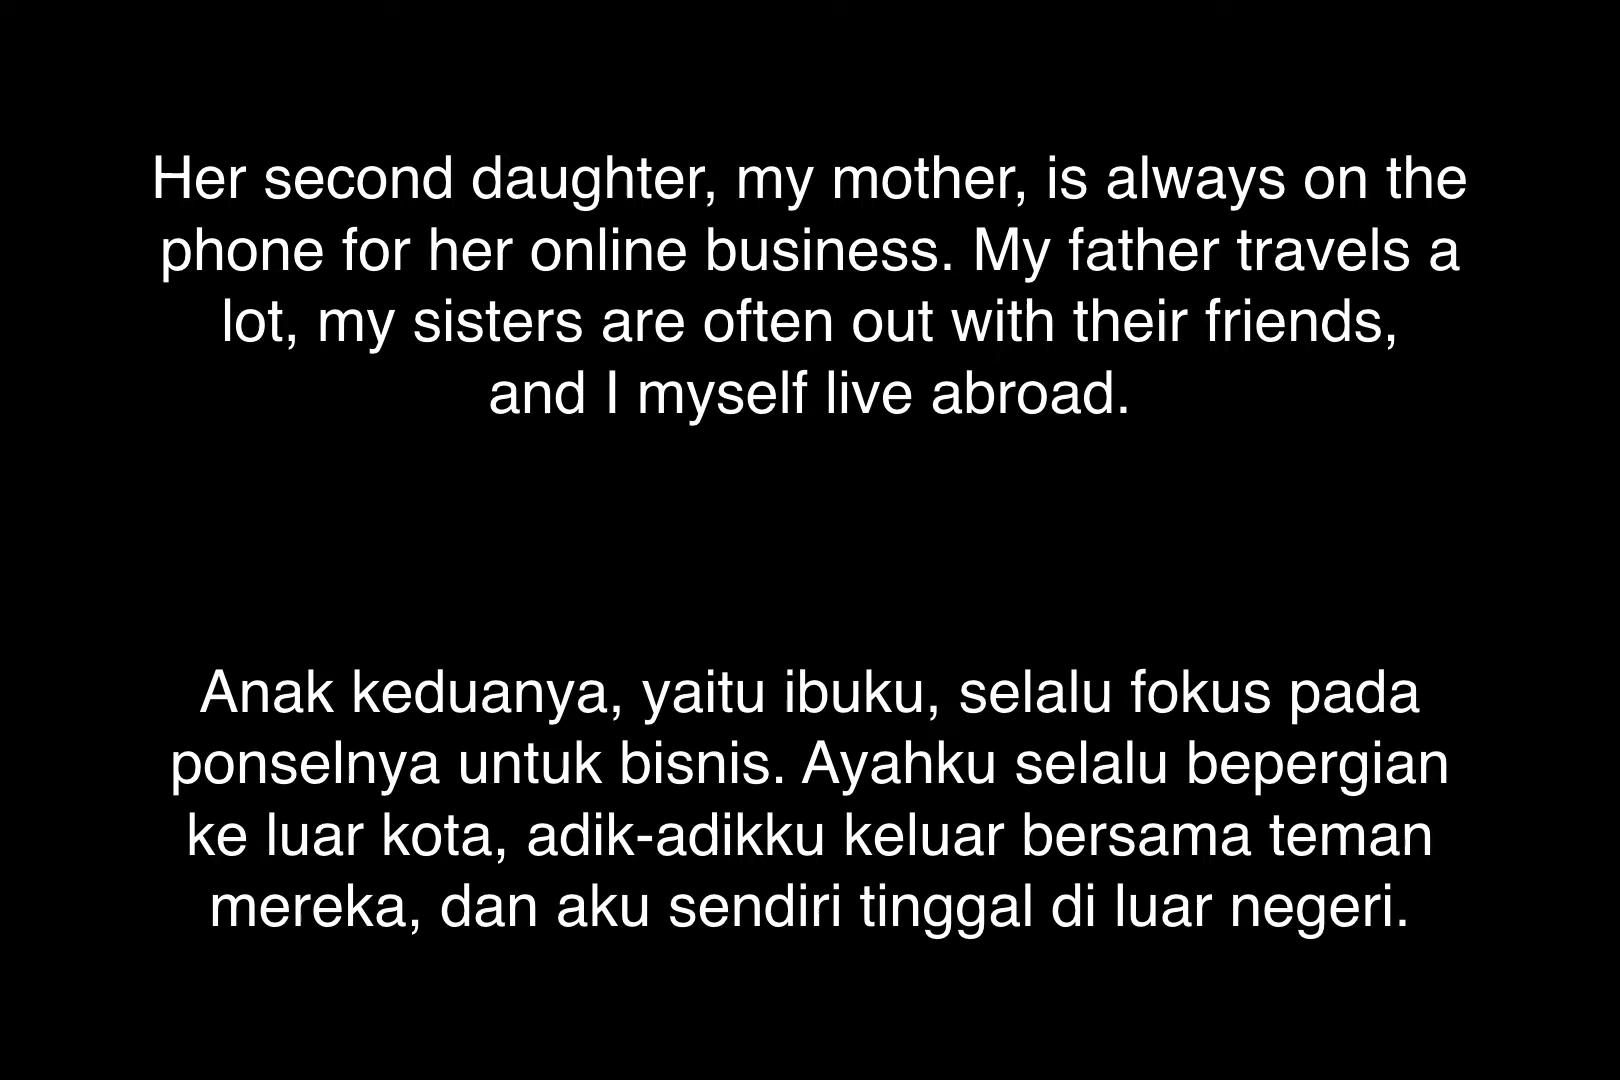 Her second daughter, my mother, is always on the
phone for her online business. My father travels a
lot, my sisters are often out with their friends,
and I myself live abroad.
Anak keduanya, yaitu ibuku, selalu fokus pada
ponselnya untuk bisnis. Ayahku selalu bepergian
ke luar kota, adik-adikku keluar bersama teman
mereka, dan aku sendiri tinggal di luar negeri.